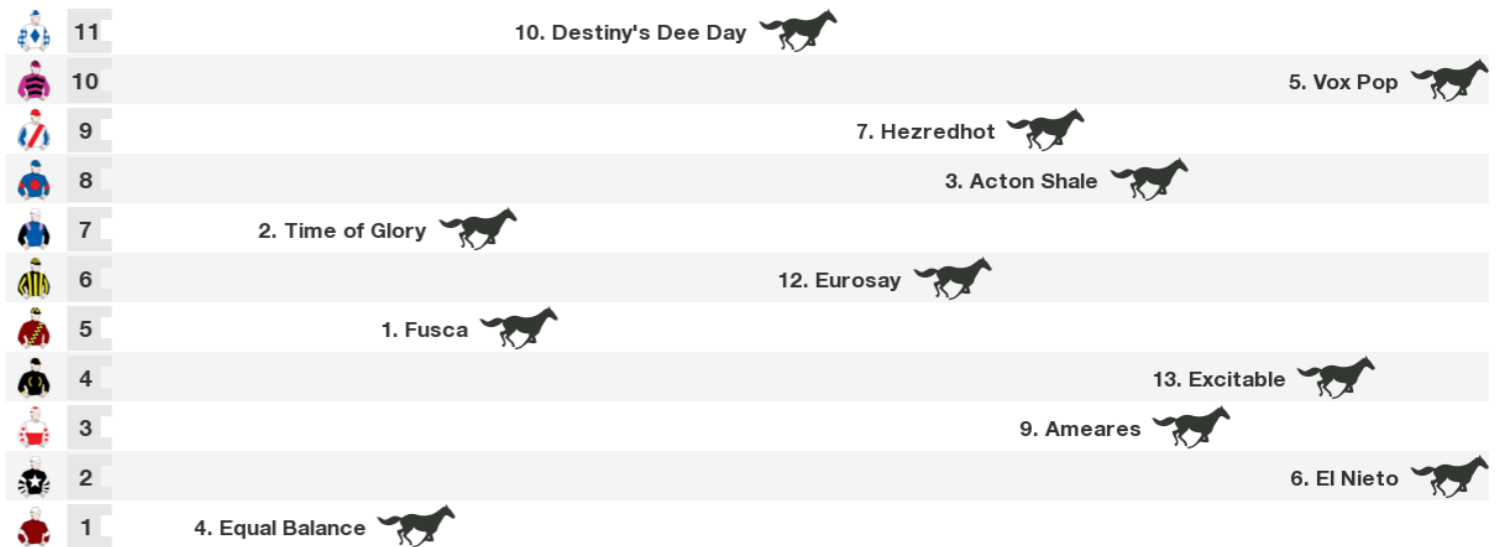 11 10. Destiny's Dee Day
10 5. Vox Pop
9 7. Hezredhot
8 3. Acton Shale
7 2. Time of Glory
6 12. Eurosay
5 1. Fusca
4 13. Excitable
3 9. Ameares
2 6. El Nieto
1 4. Equal Balance